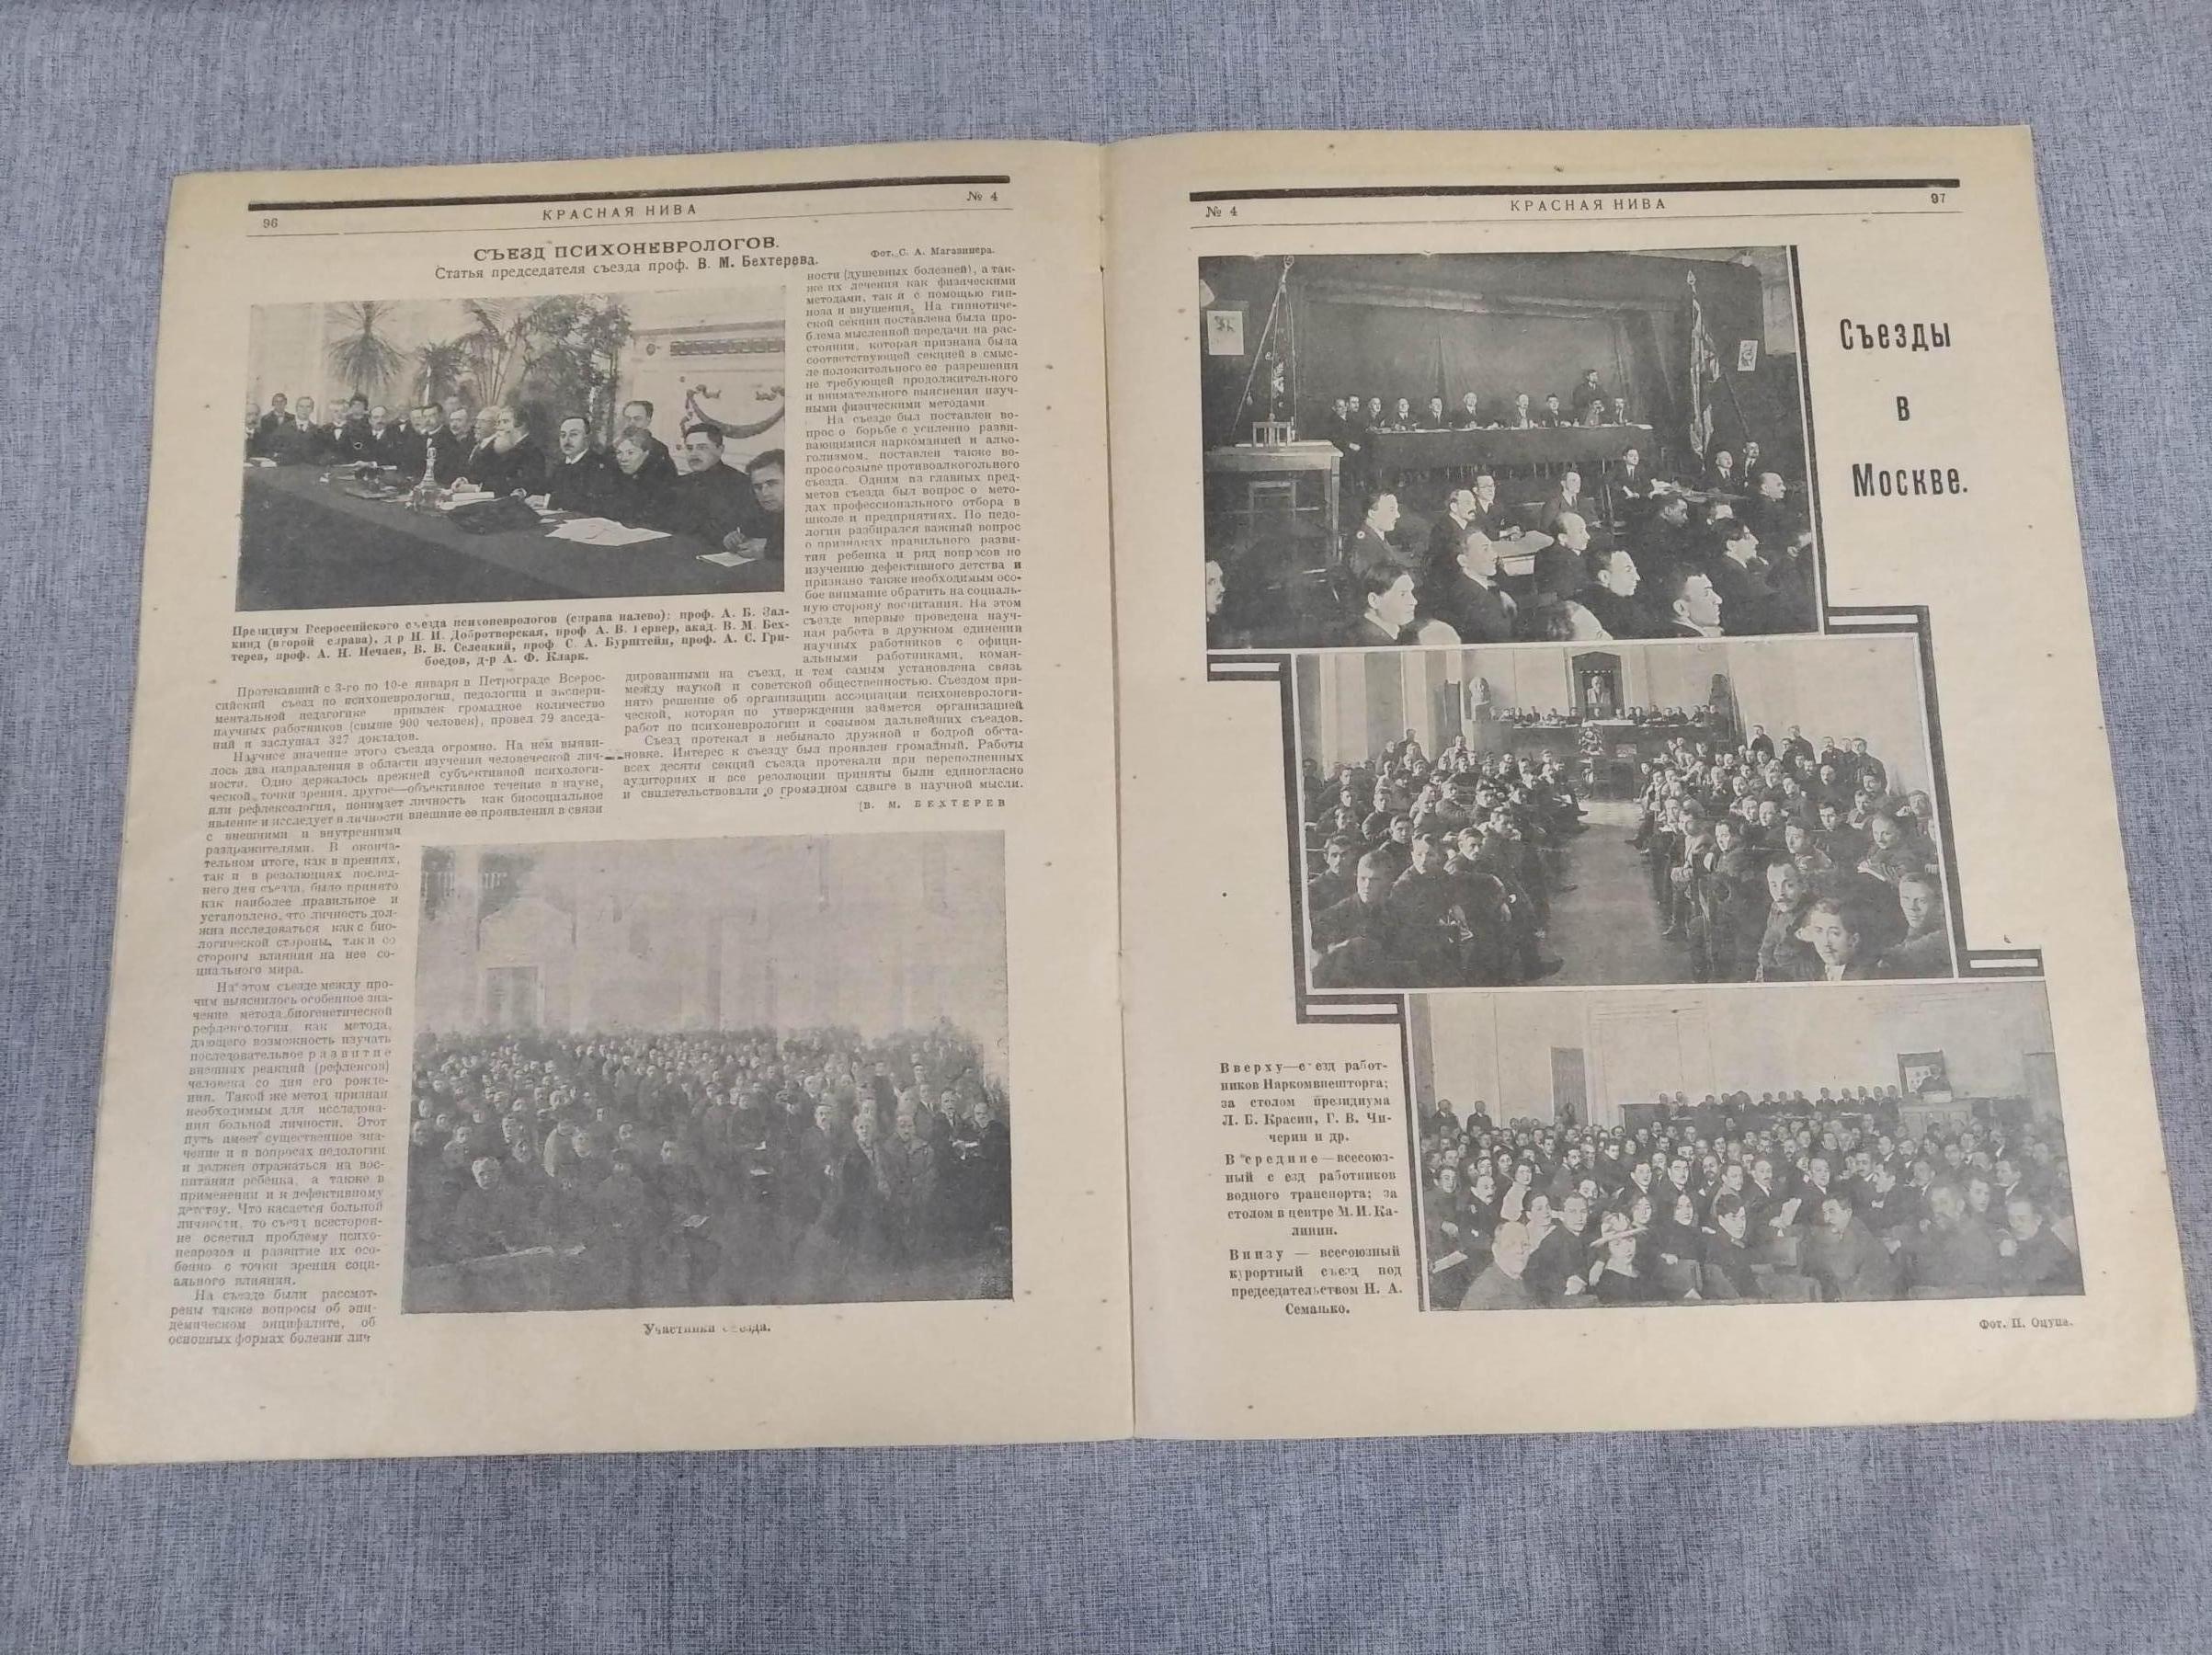 96
КРАСНАЯ НИВА
№ 4
СЪЕЗД ПСИХОНЕВРОЛОГОВ.
Статья председателя съезда проф. В. М. Бехтерева.
Фот. С. А. Магазинера.
Президиум Всероссийского съезда психоневрологов (справа налево): проф. А. Б. Зал-
кинд (второй справа), д р Н. И. Добротворская, проф А. В. Гервер, акад. В. М. Бех-
терев, проф. А. Н. Нечаев, В. В. Селецкий, проф С. А. Бурштейн, проф. А. С. Гри-
боедов, д-р А. Ф. Кларк.
Протекавший с 3-го по 10-е января в Петрограде Всерос-
сийский съезд по психоневрологии, педологии и экспери-
ментальной педагогике привлек громадное количество
научных работников (свыше 900 человек), провел 79 заседа-
ний и заслушал 327 докладов.
Научное значение этого съезда огромно. На нем выяви-
лось два направления в области изучения человеческой лич-
ности. Одно держалось прежней субъективной психологи-
ческой точки зрения, другое—объективное течение в науке,
или рефлексология, понимает личность как биосоциальное
явление и исследует в личности внешние ее проявления в связи
с внешними и внутренними
раздражителями. В оконча-
тельном итоге, как в прениях,
так и в резолюциях послед-
него дня съезда, было принято
как наиболее правильное и
установлено, что личность дол-
жна исследоваться как с био-
логической стороны, так и со
стороны влияния на нее со-
циального мира.
На этом съезде между про-
чим выяснилось особенное зна-
чение метода биогенетической
рефлексологии, как метода,
дающего возможность изучать
последовательное развитие
внешних реакций (рефлексов)
человека со дня его рожде-
ния. Такой же метод признан
необходимым для исследова-
ния больной личности. Этот
путь имеет существенное зна-
чение и в вопросах педологии
и должен отражаться на вос-
питании ребенка, а также в
применении и к дефективному
детству. Что касается больной
личности, то съезд всесторон-
не осветил проблему психо-
неврозов и развитие их осо-
бенно с точки зрения соци-
ального влияния.
На съезде были рассмот-
рены также вопросы об эпи-
демическом энцифалите, об
основных формах болезни лич
ности (душевных болезней), а так-
же их лечения как физическими
методами, так и с помощью гип-
ноза и внушения. На гипнотиче-
ской секции поставлена была про-
блема мысленной передачи на рас-
стоянии, которая признана была
соответствующей секцией в смыс-
ле положительного ее разрешения
не требующей продолжительного
и внимательного выяснения науч-
ными физическими методами.
На съезде был поставлен во-
прос о борьбе с усиленно разви-
вающимися наркоманией и алко-
голизмом, поставлен также во-
прос о созыве противоалкогольного
съезда. Одним из главных пред-
метов съезда был вопрос о мето-
дах профессионального отбора в
школе и предприятиях. По педо-
логии разбирался важный вопрос
о признаках правильного разви-
тия ребенка и ряд вопросов по
изучению дефективного детства и
признано также необходимым осо-
бое внимание обратить на социаль-
ную сторону воспитания. На этом
съезде впервые проведена науч-
ная работа в дружном единении
научных работников с офици-
альными работниками, коман-
дированными на съезд, и тем самым установлена связь
между наукой и советской общественностью. Съездом при-
нято решение об организации ассоциации психоневрологи-
ческой, которая по утверждении займется организацией
работ по психоневрологии и созывом дальнейших съездов.
Съезд протекал в небывало дружной и бодрой обста-
новке. Интерес к съезду был проявлен громадный. Работы
всех десяти секций съезда протекали при переполненных
аудиториях и все резолюции приняты были единогласно
и свидетельствовали о громадном сдвиге в научной мысли.
[В. М. БЕХТЕРЕВ
Участники съезда.
№ 4
КРАСНАЯ НИВА
97
Съезды
в
Москве.
Вверху—с'езд работ-
ников Наркомвнешторга;
за столом президиума
Л. Б. Красин, Г. В. Чи-
черин и др.
В середине—всесоюз-
ный с езд работников
водного транспорта; за
столом в центре М. И. Ка-
линин.
Внизу — всесоюзный
курортный съезд под
председательством Н. А.
Семашко.
Фот. П. Оцупа.